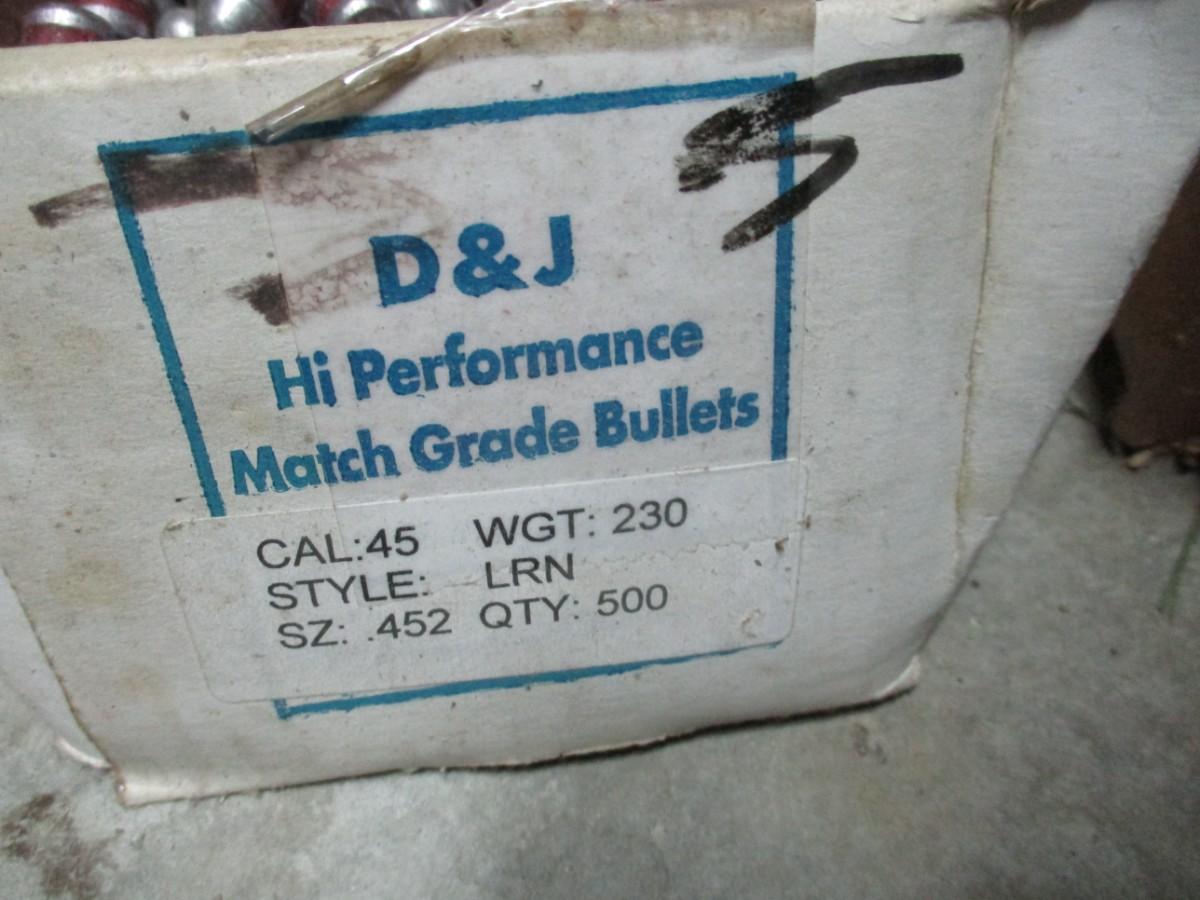 D&J
Hi Performance
Match Grade Bullets
CAL:45 WGT: 230
STYLE: LRN
SZ: .452 QTY: 500